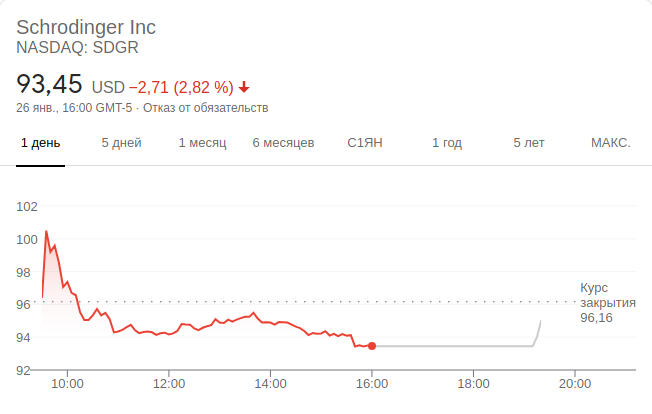 Schrodinger Inc
NASDAQ: SDGR
93,45 USD −2,71 (2,82 %)
26 янв., 16:00 GMT-5 · Отказ от обязательств
1 день 5 дней 1 месяц 6 месяцев С1ЯН 1 год 5 лет МАКС.
102
100
98
96
94
92
Курс
закрытия
96,16
10:00 12:00 14:00 16:00 18:00 20:00